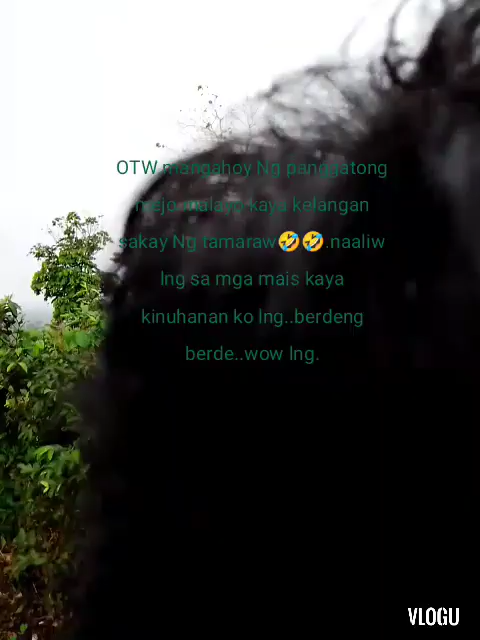 OTW mangahoy Ng panggatong
mejo malayo kaya kelangan
sakay Ng tamaraw🤣🤣.naaliw
lng sa mga mais kaya
kinuhanan ko lng..berdeng
berde..wow lng.
VLOGU